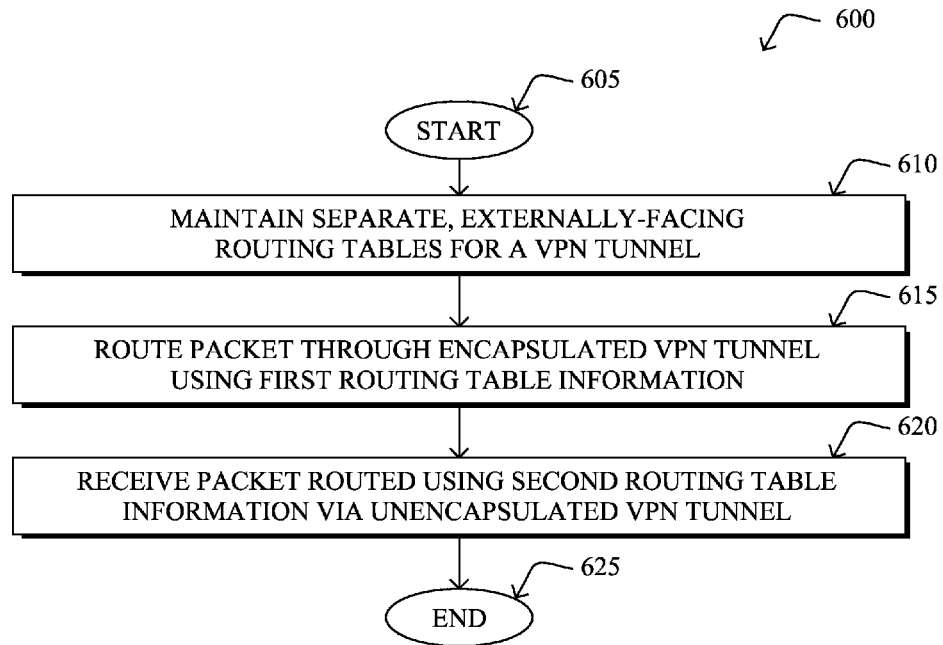 600
605
START
610
MAINTAIN SEPARATE, EXTERNALLY-FACING
ROUTING TABLES FOR A VPN TUNNEL
615
ROUTE PACKET THROUGH ENCAPSULATED VPN TUNNEL
USING FIRST ROUTING TABLE INFORMATION
620
RECEIVE PACKET ROUTED USING SECOND ROUTING TABLE
INFORMATION VIA UNENCAPSULATED VPN TUNNEL
625
END